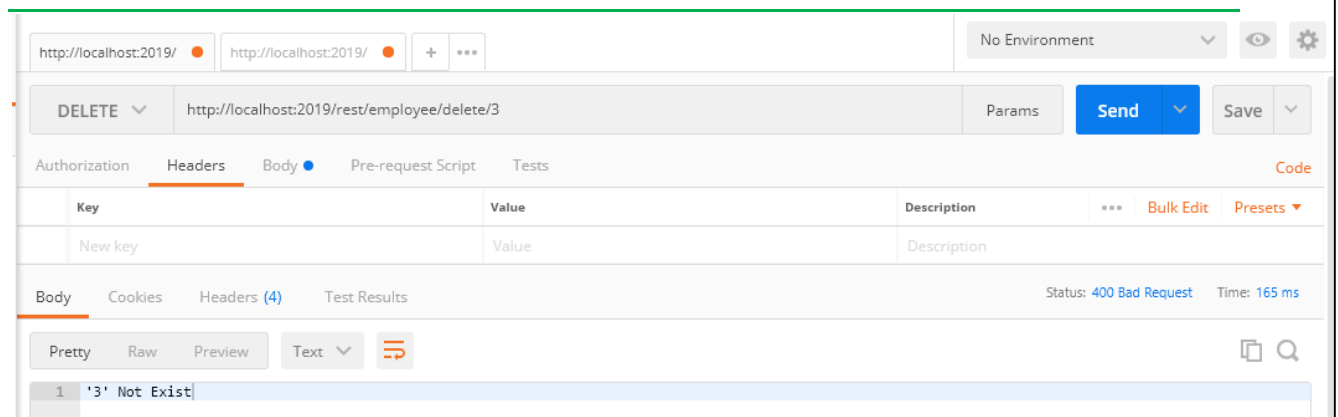 http://localhost:2019/ http://localhost:2019/ + ••• No Environment
DELETE http://localhost:2019/rest/employee/delete/3 Params Send Save
Authorization Headers Body Pre-request Script Tests Code
Key Value Description ••• Bulk Edit Presets
New key Value Description
Body Cookies Headers (4) Test Results Status: 400 Bad Request Time: 165 ms
Pretty Raw Preview Text
1 '3' Not Exist